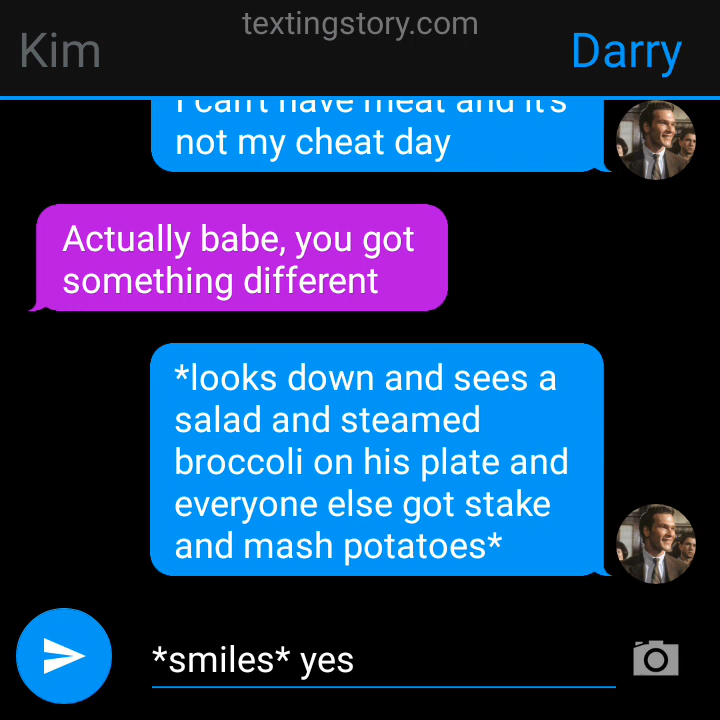 textingstory.com
Kim
Darry
I can't have meat and it's
not my cheat day
Actually babe, you got
something different
*looks down and sees a
salad and steamed
broccoli on his plate and
everyone else got stake
and mash potatoes*
*smiles* yes